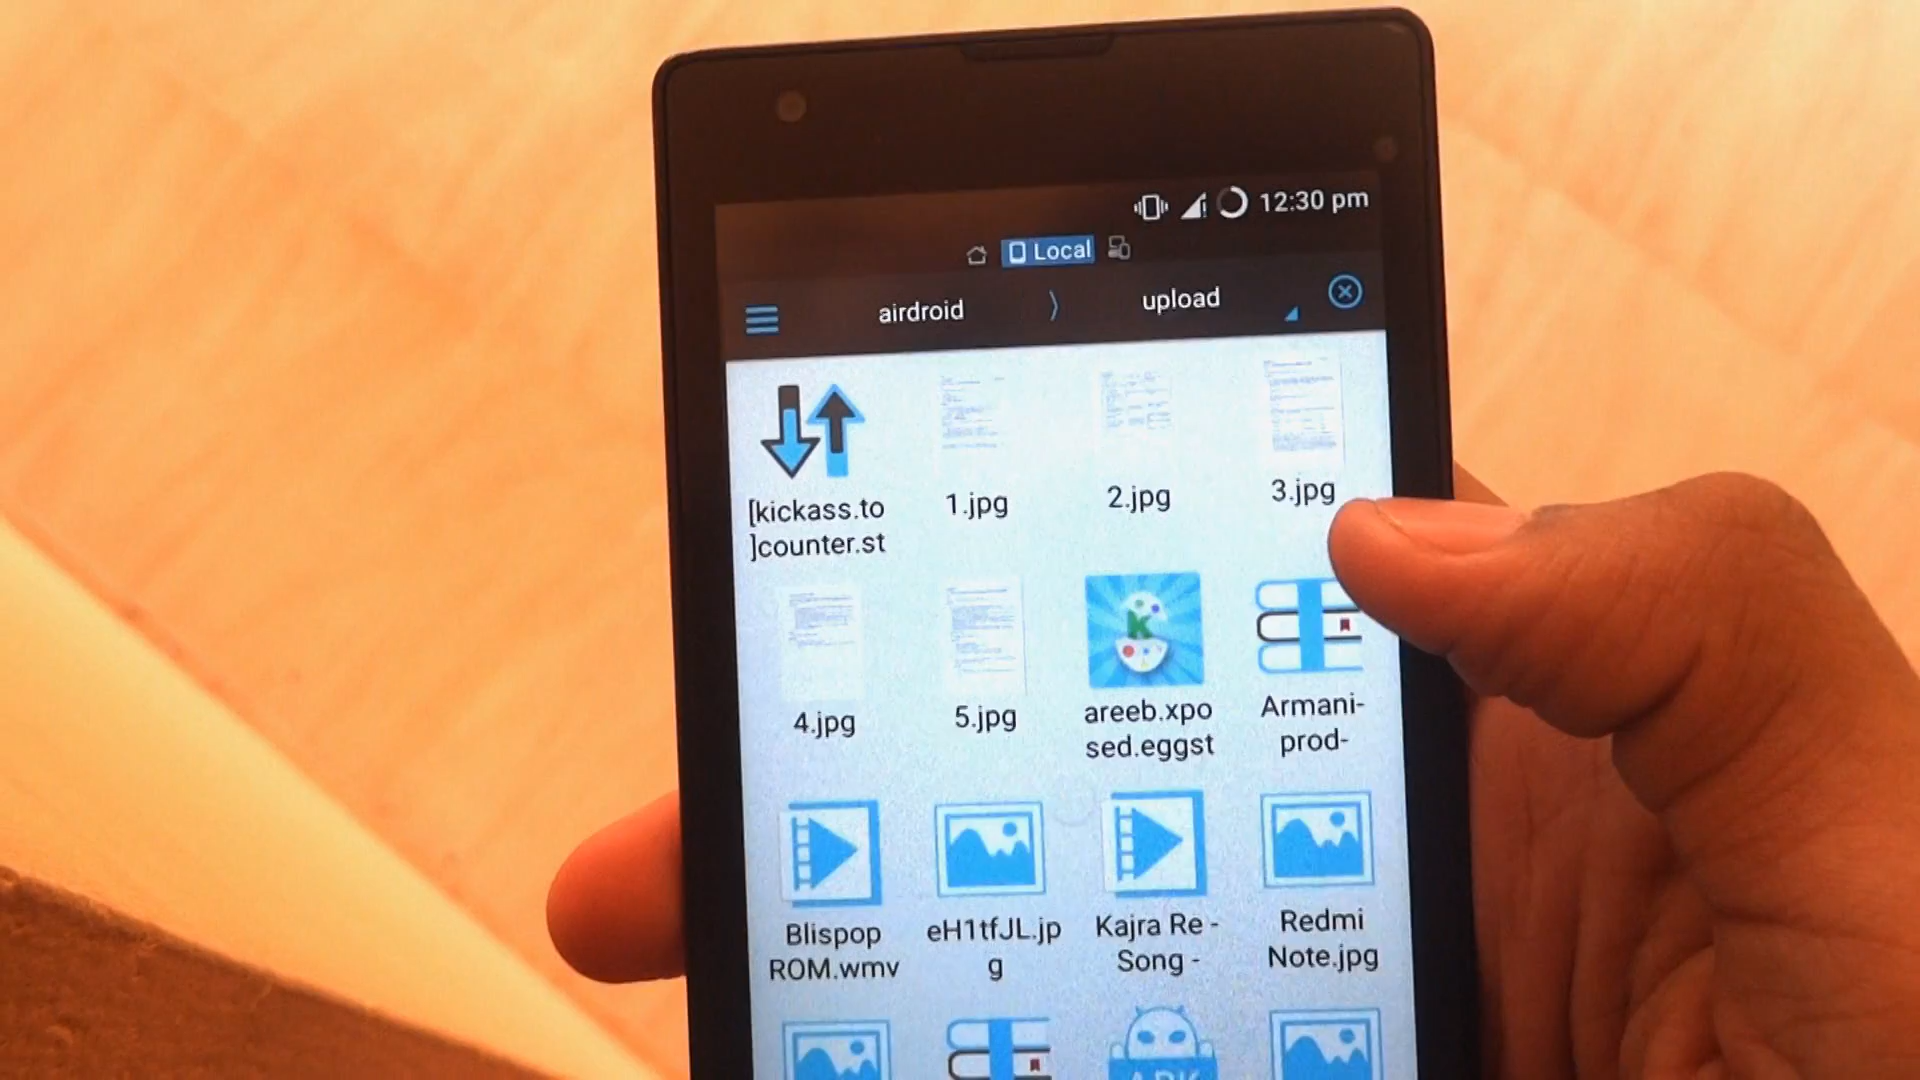 12:30 pm
Local
airdroid
upload
[kickass.to
]counter.st
1.jpg
2.jpg
3.jpg
4.jpg
5.jpg
areeb.xpo
sed.eggst
Armani-
prod-
Blispop
ROM.wmv
eH1tfJL.jp
g
Kajra Re -
Song -
Redmi
Note.jpg
APK